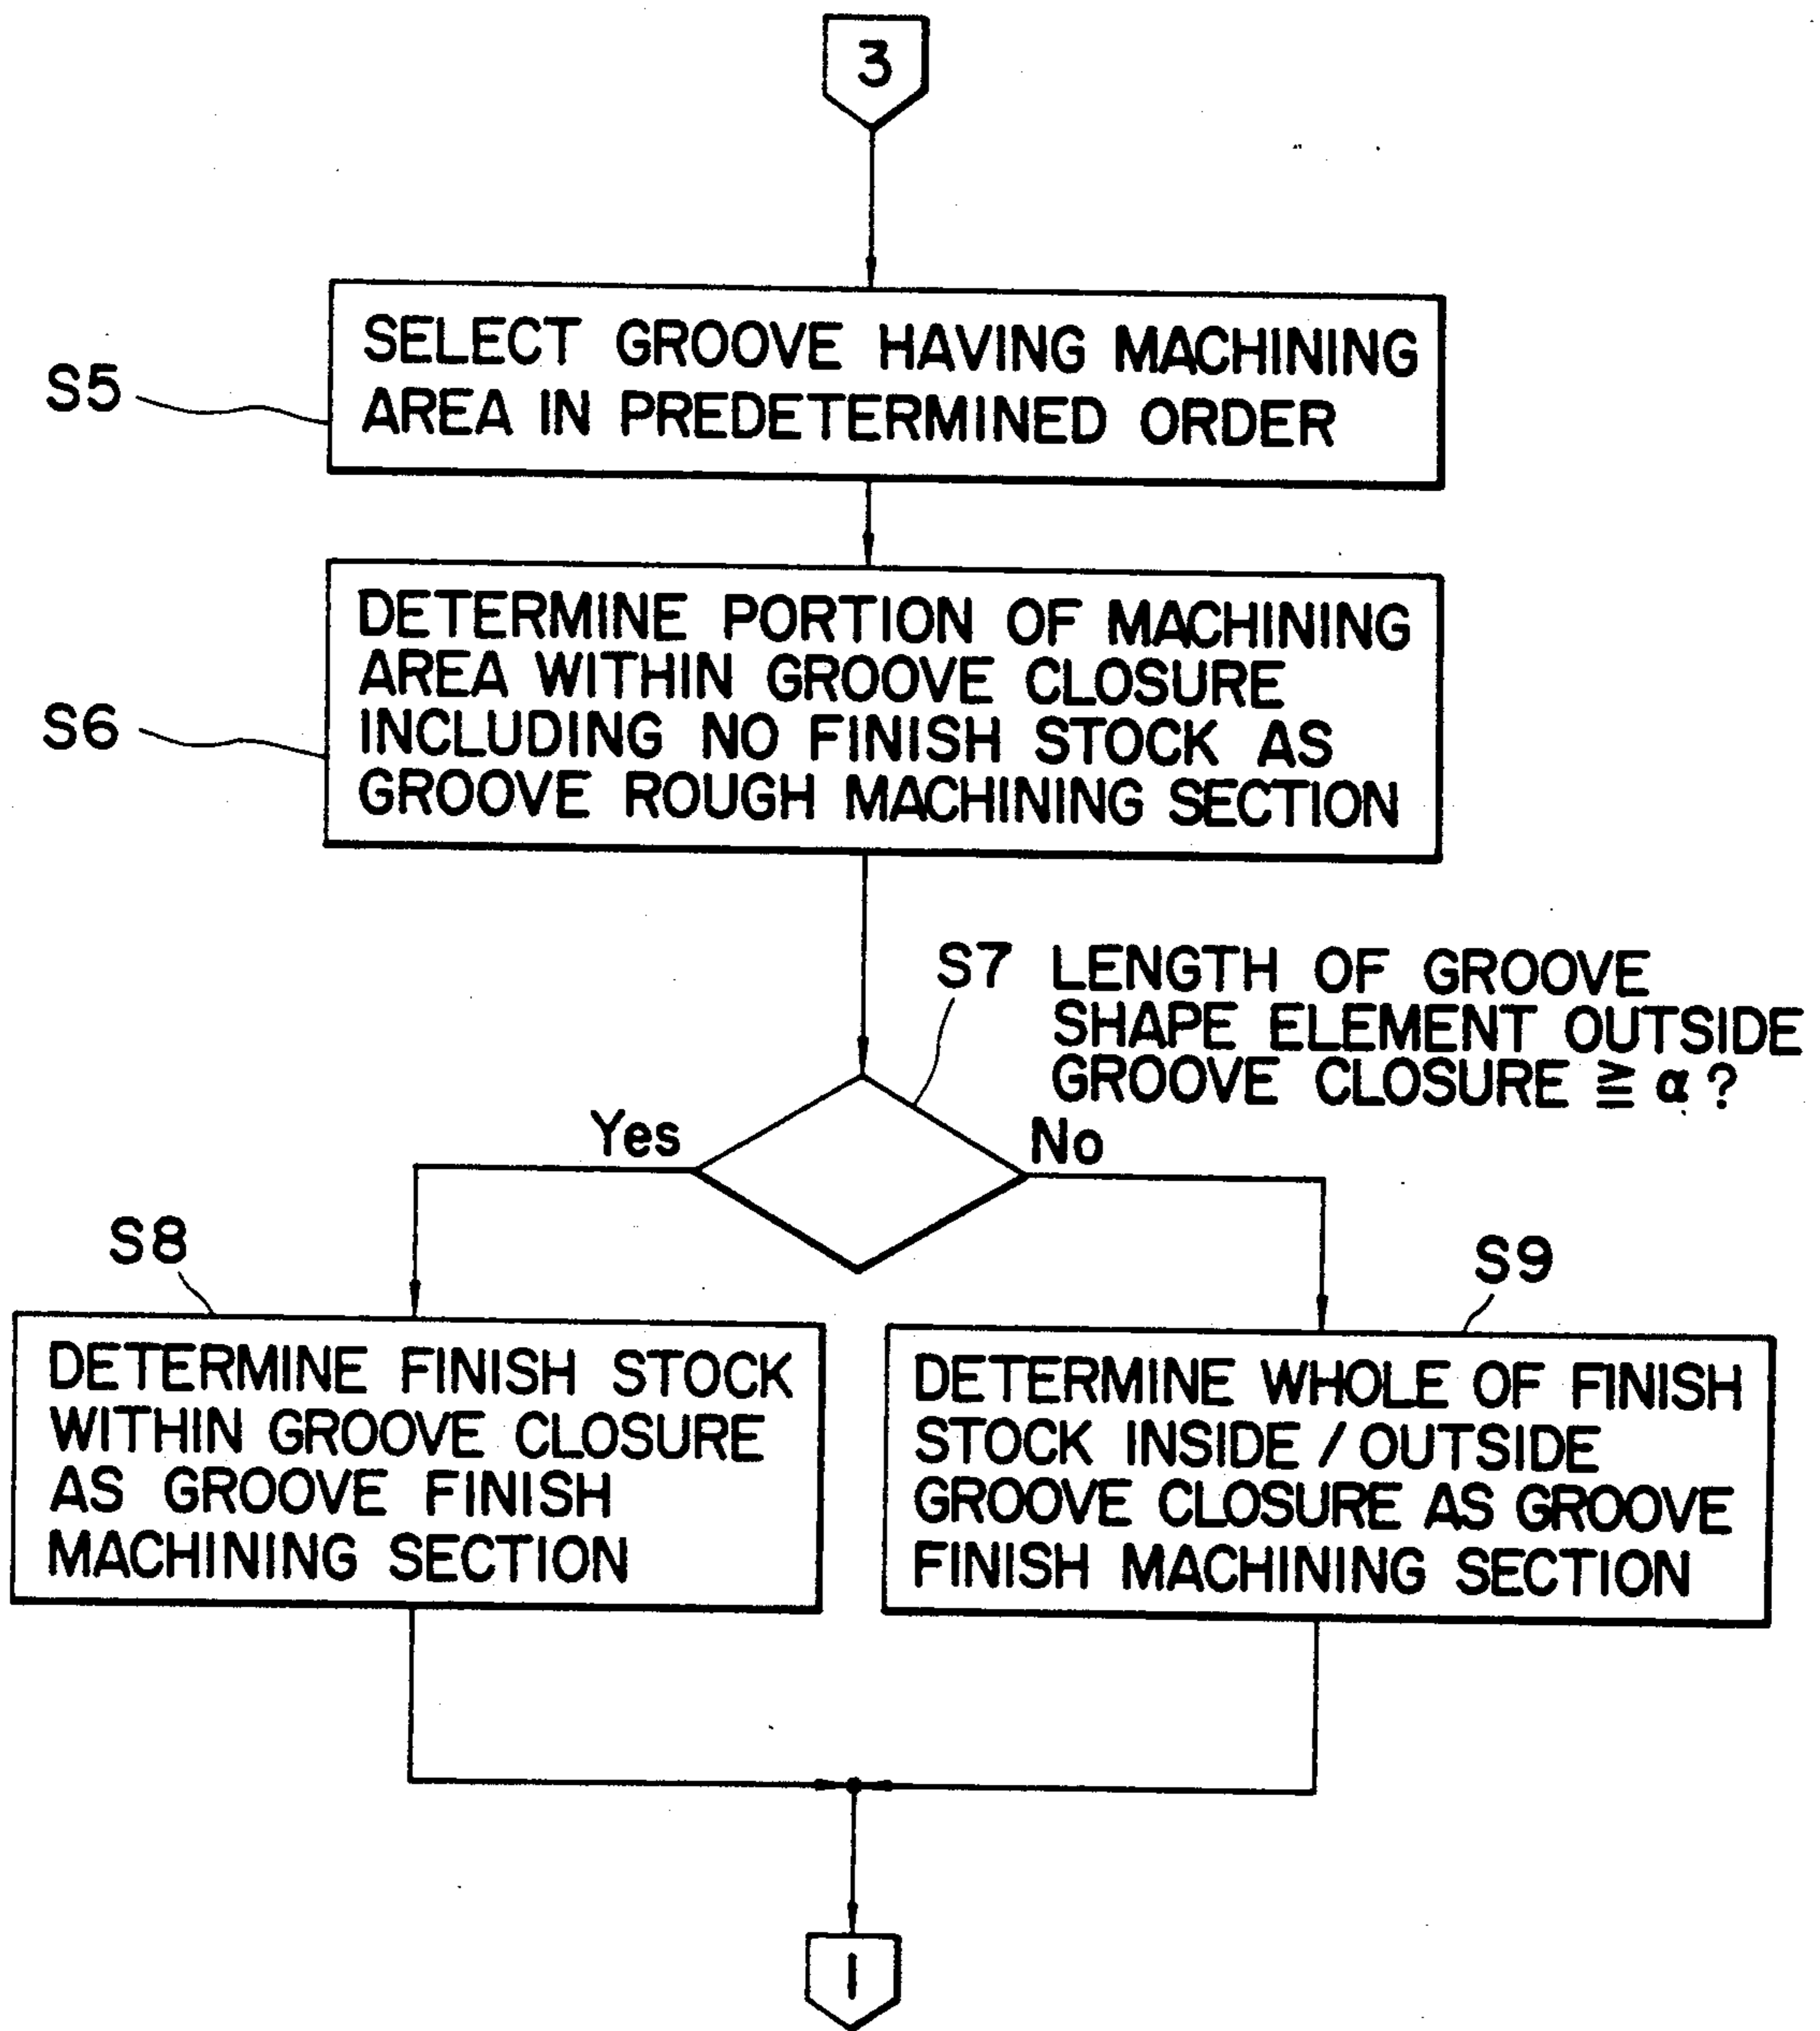 3
S5
SELECT GROOVE HAVING MACHINING
AREA IN PREDETERMINED ORDER
S6
DETERMINE PORTION OF MACHINING
AREA WITHIN GROOVE CLOSURE
INCLUDING NO FINISH STOCK AS
GROOVE ROUGH MACHINING SECTION
S7
LENGTH OF GROOVE
SHAPE ELEMENT OUTSIDE
GROOVE CLOSURE ≧ α ?
Yes
No
S8
DETERMINE FINISH STOCK
WITHIN GROOVE CLOSURE
AS GROOVE FINISH
MACHINING SECTION
S9
DETERMINE WHOLE OF FINISH
STOCK INSIDE / OUTSIDE
GROOVE CLOSURE AS GROOVE
FINISH MACHINING SECTION
1